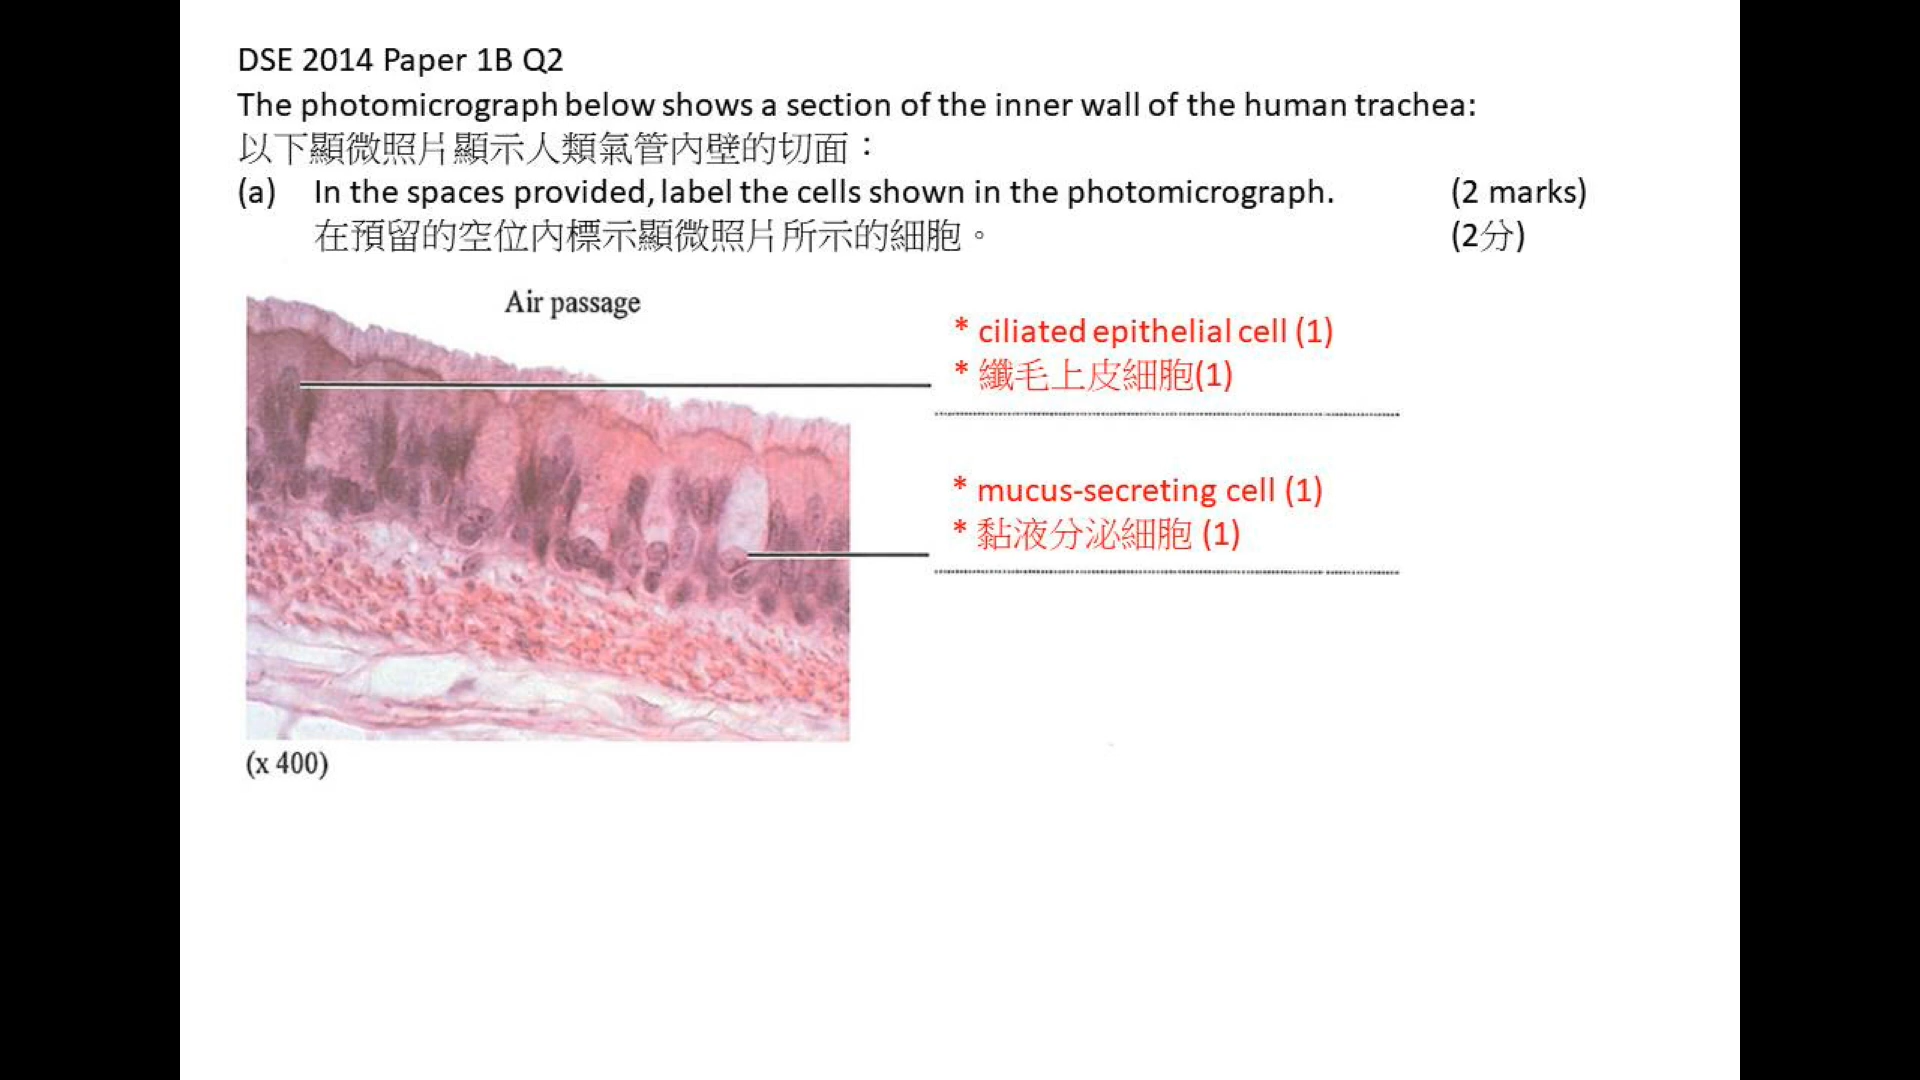 DSE 2014 Paper 1B Q2
The photomicrograph below shows a section of the inner wall of the human trachea:
以下顯微照片顯示人類氣管內壁的切面：
(a) In the spaces provided, label the cells shown in the photomicrograph. (2 marks)
在預留的空位內標示顯微照片所示的細胞。 (2分)
Air passage
* ciliated epithelial cell (1)
* 纖毛上皮細胞(1)
* mucus-secreting cell (1)
* 黏液分泌細胞 (1)
(x 400)